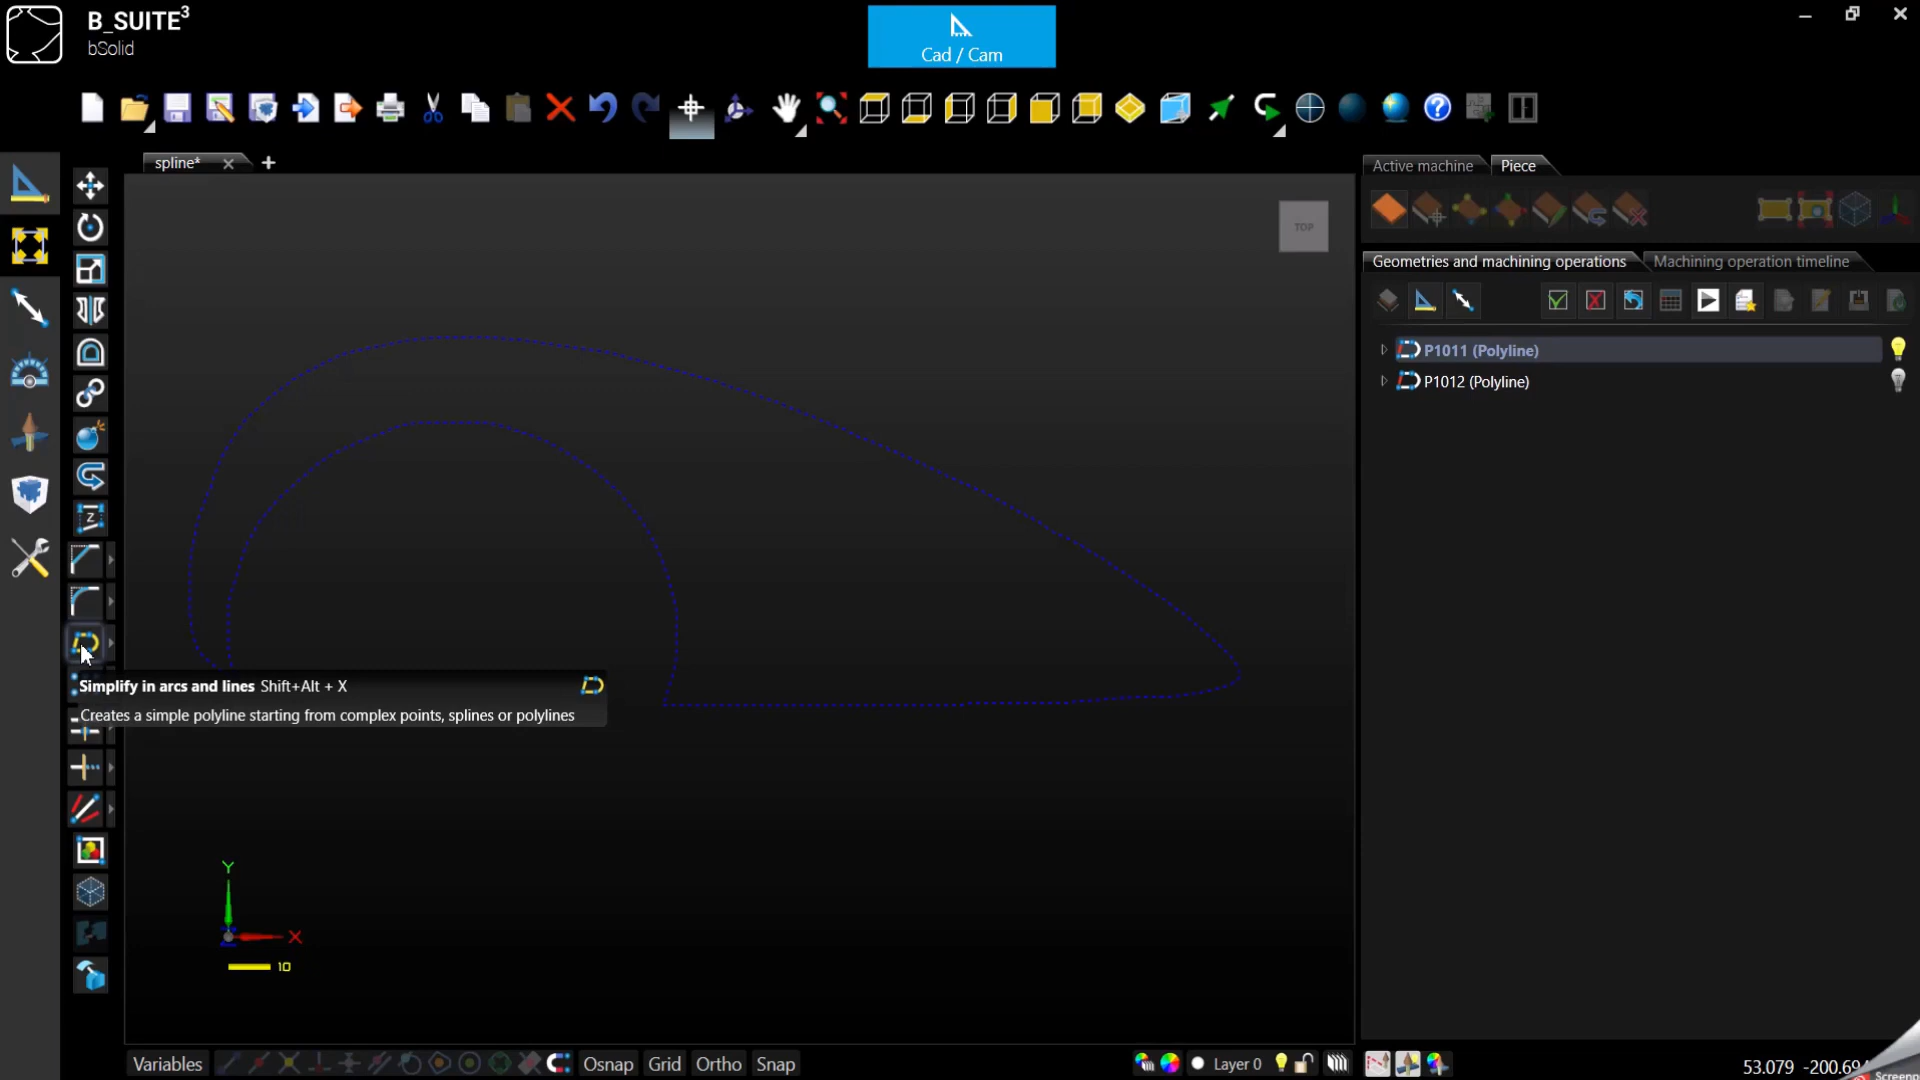 B_SUITE³
bSolid
Cad / Cam
spline*
Active machine
Piece
TOP
Geometries and machining operations
Machining operation timeline
P1011 (Polyline)
P1012 (Polyline)
Z
Simplify in arcs and lines Shift+Alt + X
Creates a simple polyline starting from complex points, splines or polylines
Y
X
10
Variables
Osnap
Grid
Ortho
Snap
Layer 0
53.079 -200.69